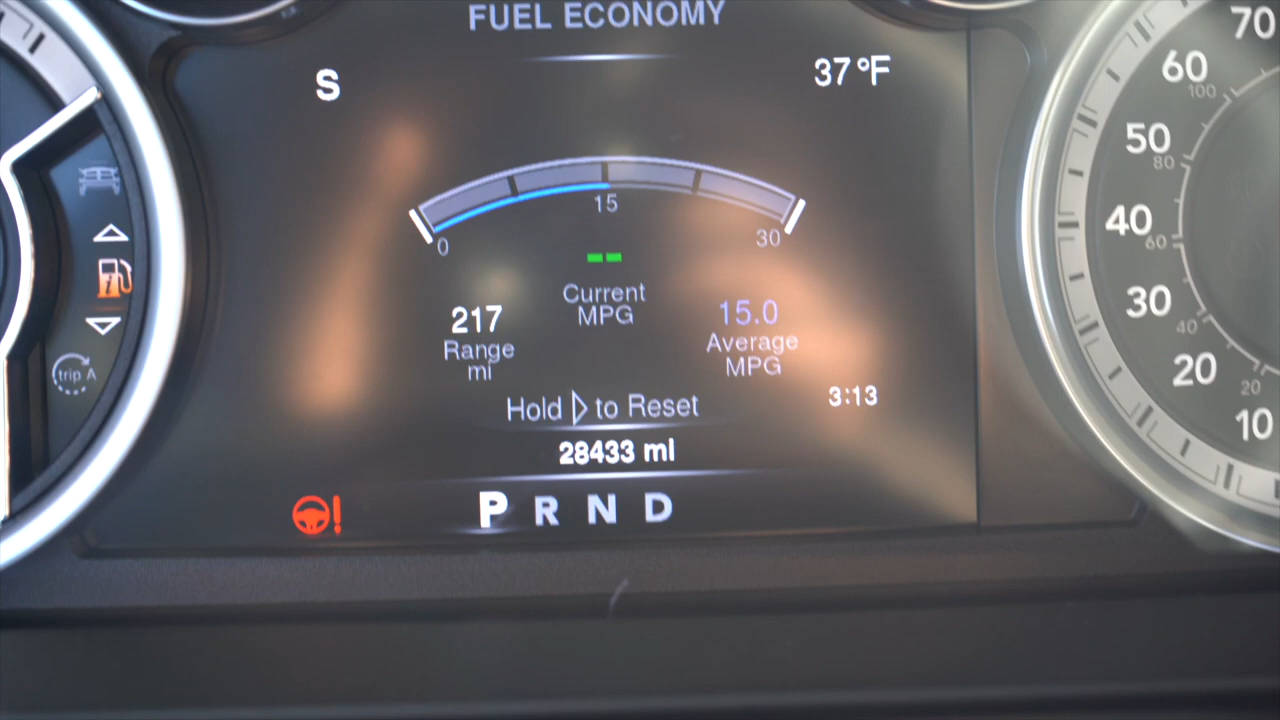 FUEL ECONOMY
S
37 °F
0
15
30
--
Current
MPG
217
Range
mi
15.0
Average
MPG
Hold ▷ to Reset
3:13
28433 mi
P R N D
trip A
70
60
50
40
30
20
10
100
80
60
40
20